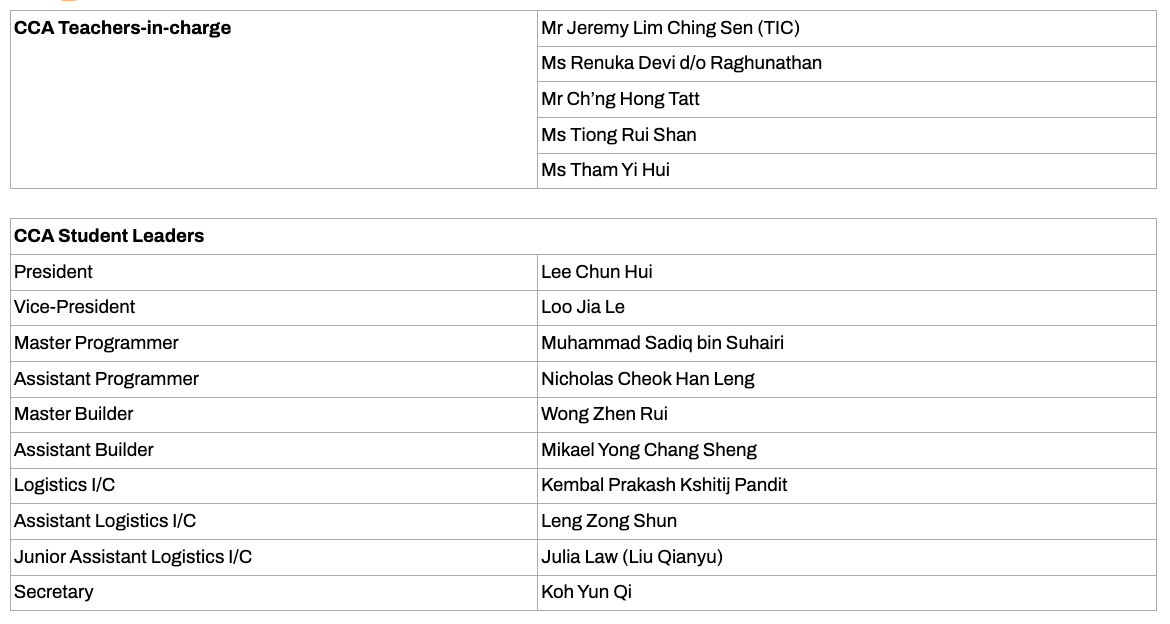 CCA Teachers-in-charge
Mr Jeremy Lim Ching Sen (TIC)
Ms Renuka Devi d/o Raghunathan
Mr Ch’ng Hong Tatt
Ms Tiong Rui Shan
Ms Tham Yi Hui
CCA Student Leaders
President Lee Chun Hui
Vice-President Loo Jia Le
Master Programmer Muhammad Sadiq bin Suhairi
Assistant Programmer Nicholas Cheok Han Leng
Master Builder Wong Zhen Rui
Assistant Builder Mikael Yong Chang Sheng
Logistics I/C Kembal Prakash Kshitij Pandit
Assistant Logistics I/C Leng Zong Shun
Junior Assistant Logistics I/C Julia Law (Liu Qianyu)
Secretary Koh Yun Qi